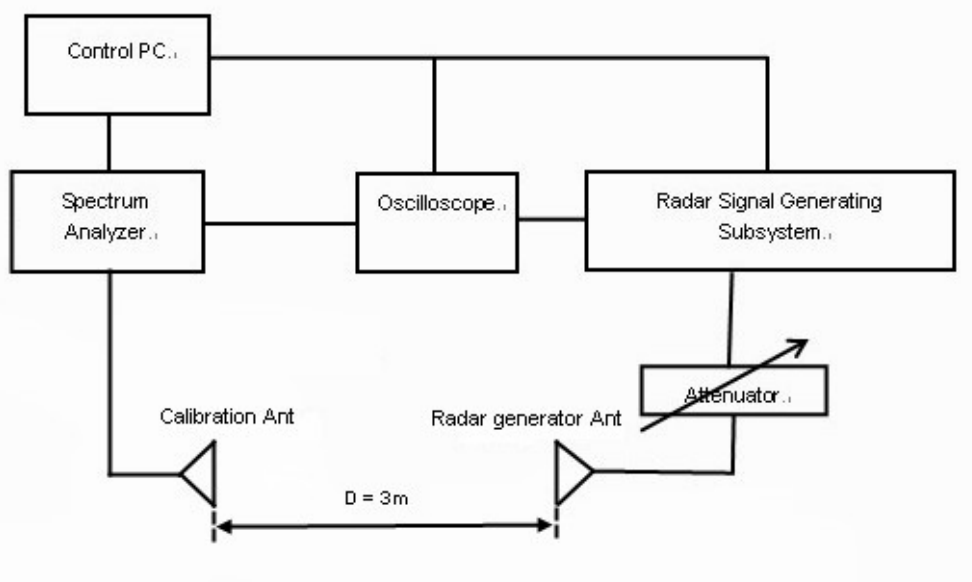 Control PC.
Spectrum
Analyzer.
Oscilloscope.
Radar Signal Generating
Subsystem.
Attenuator.
Calibration Ant
Radar generator Ant
D = 3m